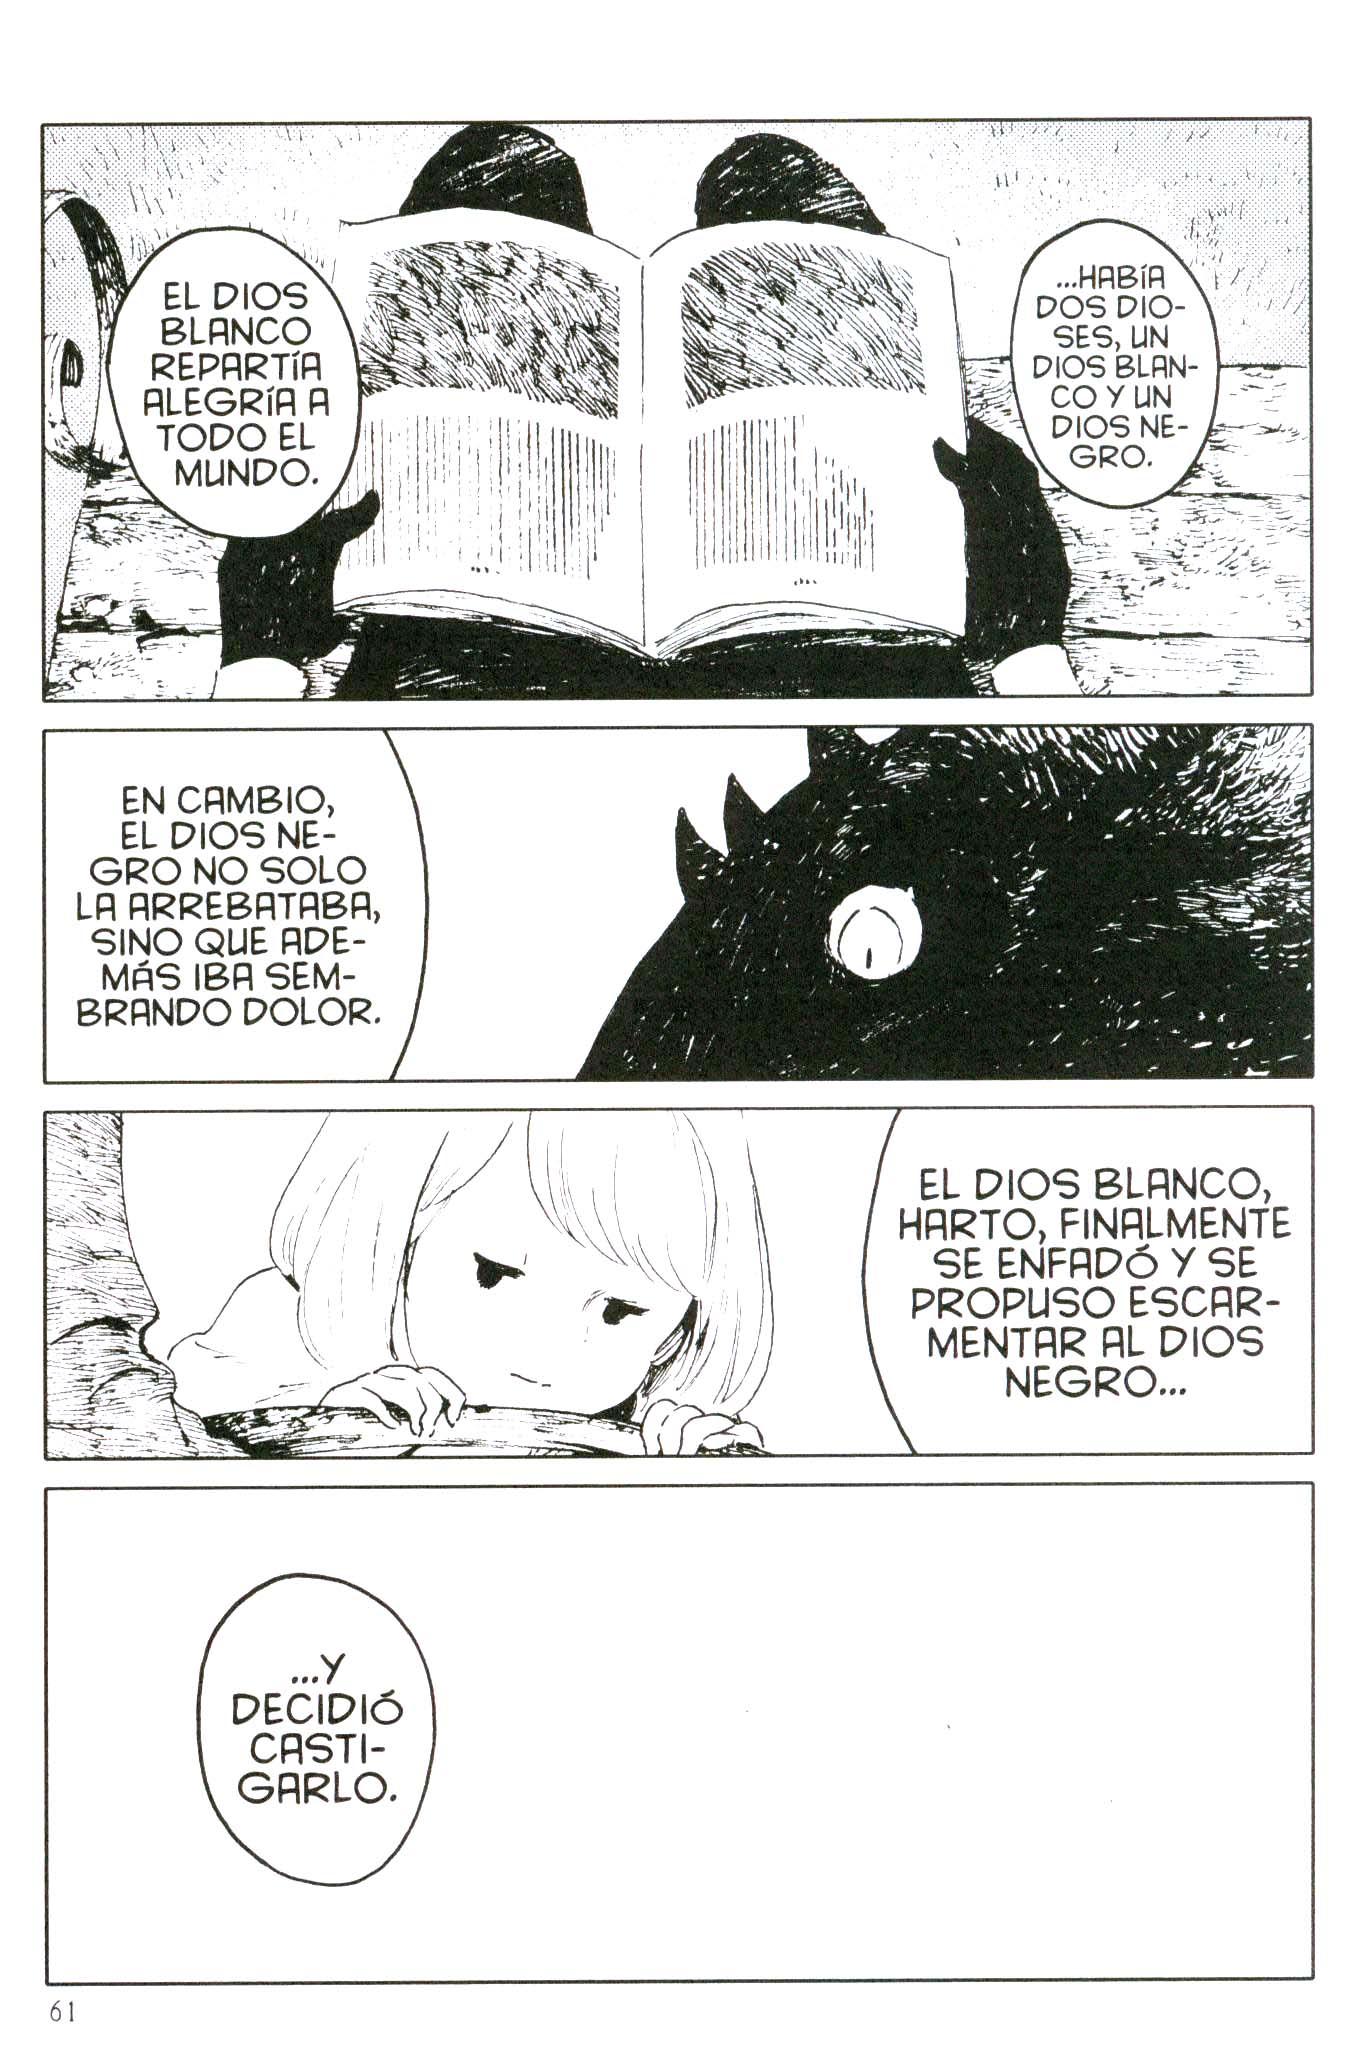 ...HABÍA
DOS DIO-
SES, UN
DIOS BLAN-
CO Y UN
DIOS NE-
GRO.
EL DIOS
BLANCO
REPARTÍA
ALEGRÍA A
TODO EL
MUNDO.
EN CAMBIO,
EL DIOS NE-
GRO NO SOLO
LA ARREBATABA,
SINO QUE ADE-
MÁS IBA SEM-
BRANDO DOLOR.
EL DIOS BLANCO,
HARTO, FINALMENTE
SE ENFADÓ Y SE
PROPUSO ESCAR-
MENTAR AL DIOS
NEGRO...
...Y
DECIDIÓ
CASTI-
GARLO.
61